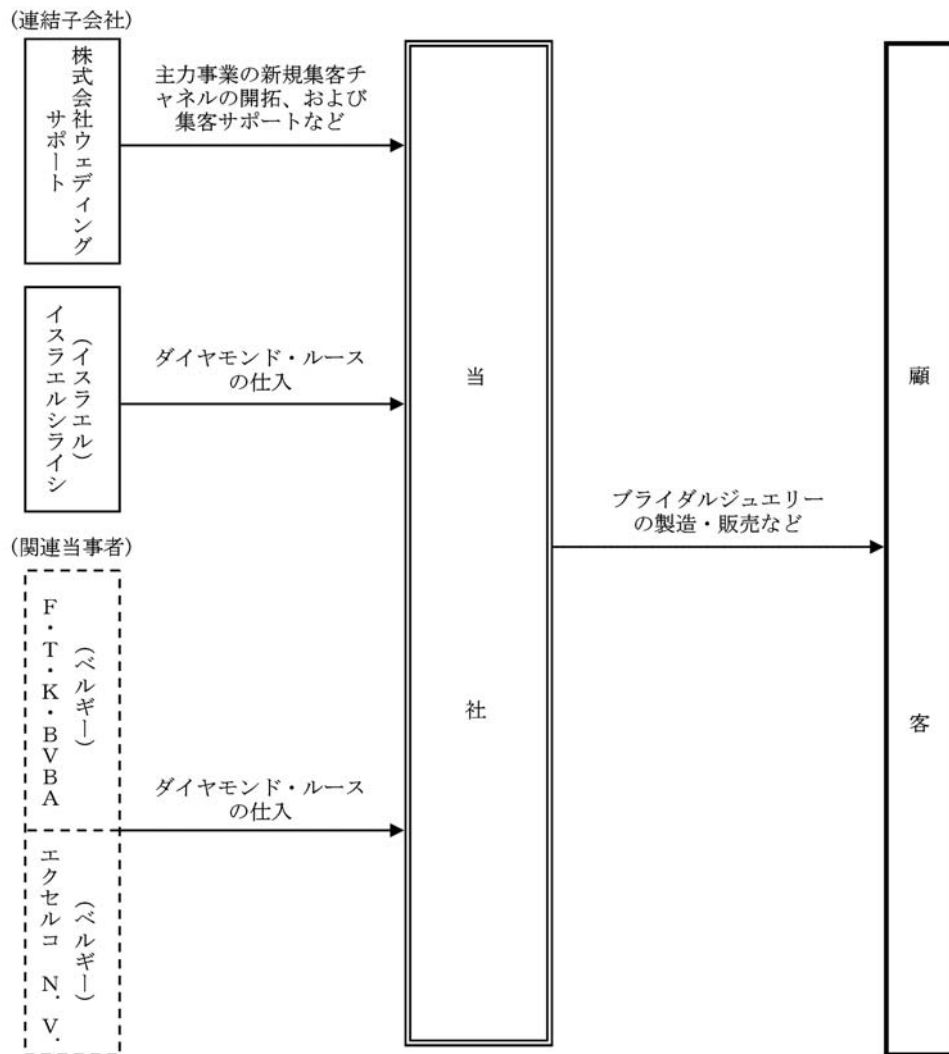 (連結子会社)
株式会社ウェディング
サポート
主力事業の新規集客チ
ャネルの開拓、および
集客サポートなど
(イスラエル)
イスラエルシライシ
ダイヤモンド・ルース
の仕入
当社
ブライダルジュエリー
の製造・販売など
顧客
(関連当事者)
(ベルギー)
F・T・K・BVBA
ダイヤモンド・ルース
の仕入
(ベルギー)
エクセルコ N.V.